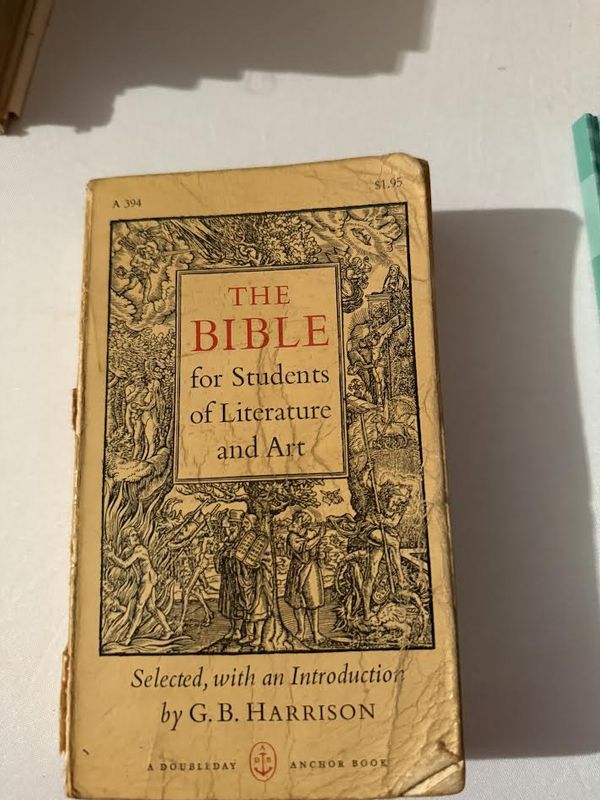 A 394
$1.95
THE
BIBLE
for Students
of Literature
and Art
Selected, with an Introduction
by G. B. HARRISON
A DOUBLEDAY ANCHOR BOOK